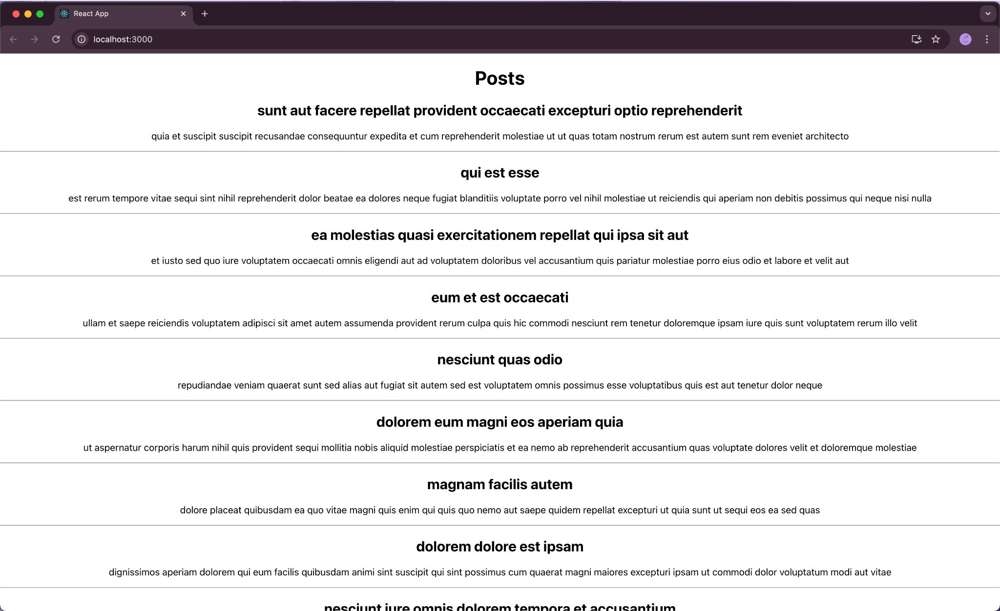 React App
localhost:3000
Posts
sunt aut facere repellat provident occaecati excepturi optio reprehenderit
quia et suscipit suscipit recusandae consequuntur expedita et cum reprehenderit molestiae ut ut quas totam nostrum rerum est autem sunt rem eveniet architecto
qui est esse
est rerum tempore vitae sequi sint nihil reprehenderit dolor beatae ea dolores neque fugiat blanditiis voluptate porro vel nihil molestiae ut reiciendis qui aperiam non debitis possimus qui neque nisi nulla
ea molestias quasi exercitationem repellat qui ipsa sit aut
et iusto sed quo iure voluptatem occaecati omnis eligendi aut ad voluptatem doloribus vel accusantium quis pariatur molestiae porro eius odio et labore et velit aut
eum et est occaecati
ullam et saepe reiciendis voluptatem adipisci sit amet autem assumenda provident rerum culpa quis hic commodi nesciunt rem tenetur doloremque ipsam iure quis sunt voluptatem rerum illo velit
nesciunt quas odio
repudiandae veniam quaerat sunt sed alias aut fugiat sit autem sed est voluptatem omnis possimus esse voluptatibus quis est aut tenetur dolor neque
dolorem eum magni eos aperiam quia
ut aspernatur corporis harum nihil quis provident sequi mollitia nobis aliquid molestiae perspiciatis et ea nemo ab reprehenderit accusantium quas voluptate dolores velit et doloremque molestiae
magnam facilis autem
dolore placeat quibusdam ea quo vitae magni quis enim qui quis quo nemo aut saepe quidem repellat excepturi ut quia sunt ut sequi eos ea sed quas
dolorem dolore est ipsam
dignissimos aperiam dolorem qui eum facilis quibusdam animi sint suscipit qui sint possimus cum quaerat magni maiores excepturi ipsam ut commodi dolor voluptatum modi aut vitae
nesciunt iure omnis dolorem tempora et accusantium